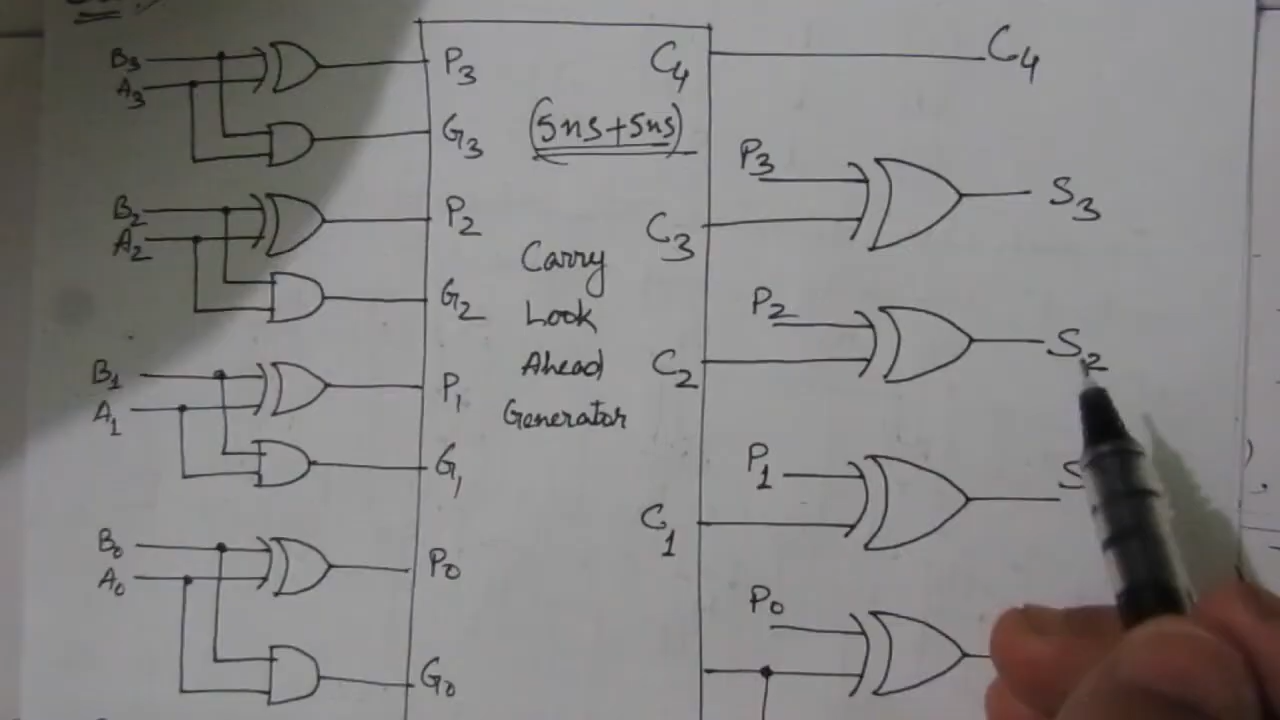 B3
A3
P3
G3
C4
C4
(5ns+5ns)
P3
C3
S3
B2
A2
P2
G2
Carry
Look
Ahead
Generator
P2
C2
S2
B1
A1
P1
G1
P1
C1
S
B0
A0
P0
G0
P0